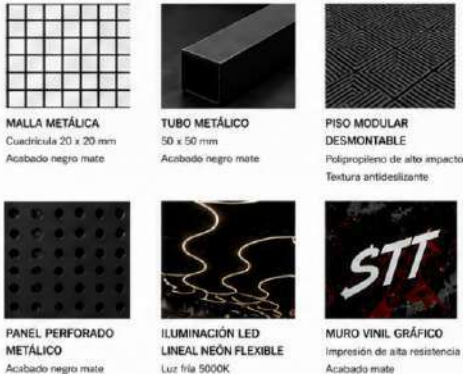 MALLA METÁLICA
Cuadrícula 20 x 20 mm
Acabado negro mate
TUBO METÁLICO
50 x 50 mm
Acabado negro mate
PISO MODULAR
DESMONTABLE
Polipropileno de alto impacto
Textura antideslizante
PANEL PERFORADO
METÁLICO
Acabado negro mate
ILUMINACIÓN LED
LINEAL NEÓN FLEXIBLE
Luz fría 5000K
STT
MURO VINIL GRÁFICO
Impresión de alta resistencia
Acabado mate